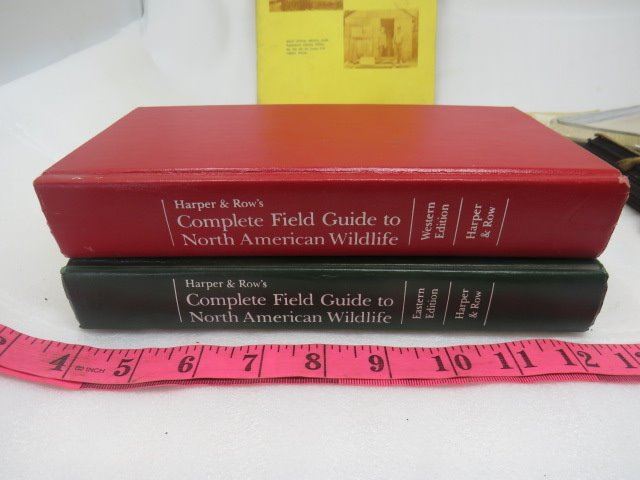 Harper & Row's
Complete Field Guide to
North American Wildlife
Western
Edition
Harper
& Row
Harper & Row's
Complete Field Guide to
North American Wildlife
Eastern
Edition
Harper
& Row
4 5 6 7 8 9 10 11 12
INCH